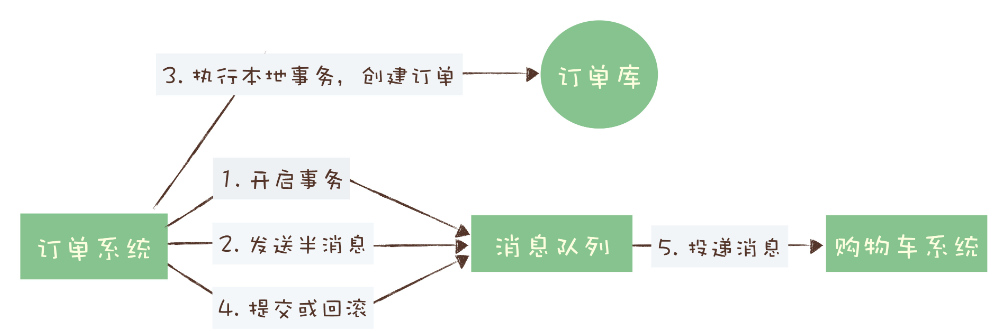 3. 执行本地事务，创建订单
订单库
1. 开启事务
订单系统
2. 发送半消息
消息队列
5. 投递消息
购物车系统
4. 提交或回滚